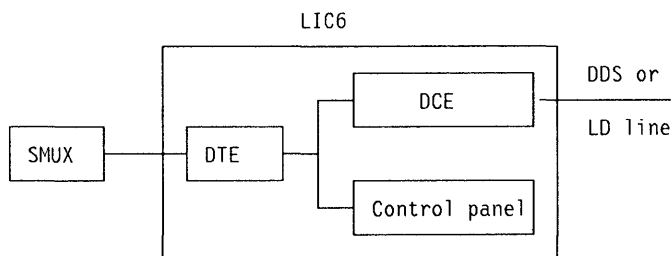 LIC6
DDS or
DCE
LD line
SMUX
DTE
Control panel